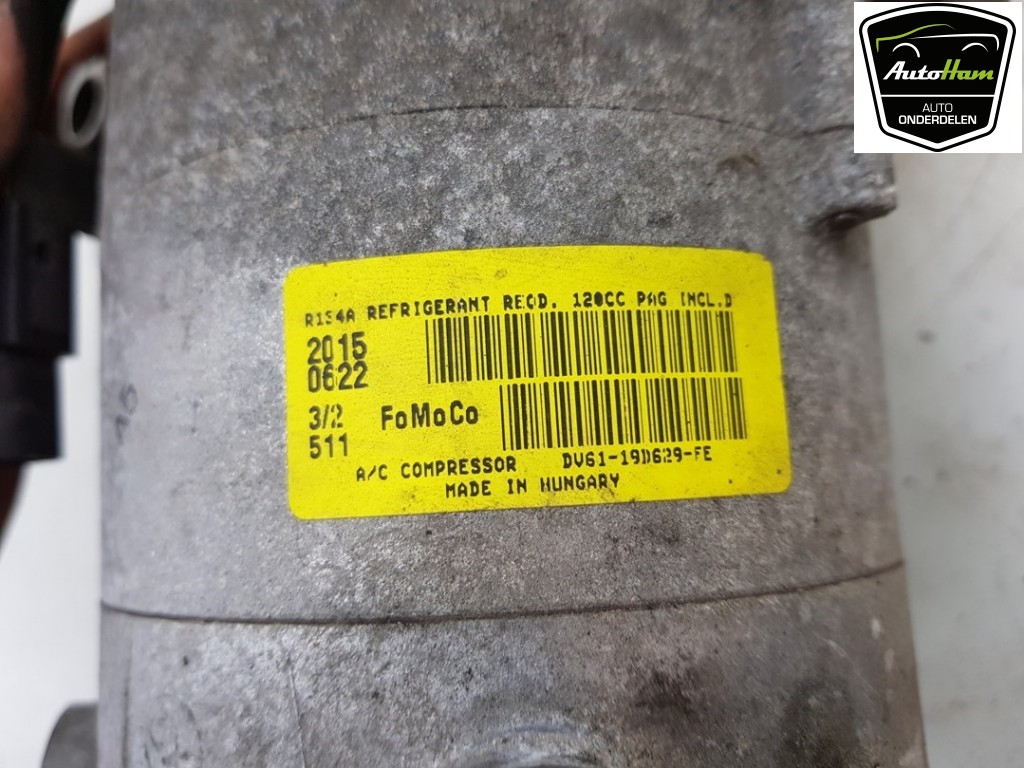 AutoHam
AUTO
ONDERDELEN
R134A REFRIGERANT REQD. 120CC PAG INCL.D
2015
0622
3/2 FoMoCo
511
A/C COMPRESSOR DV61-19D629-FE
MADE IN HUNGARY